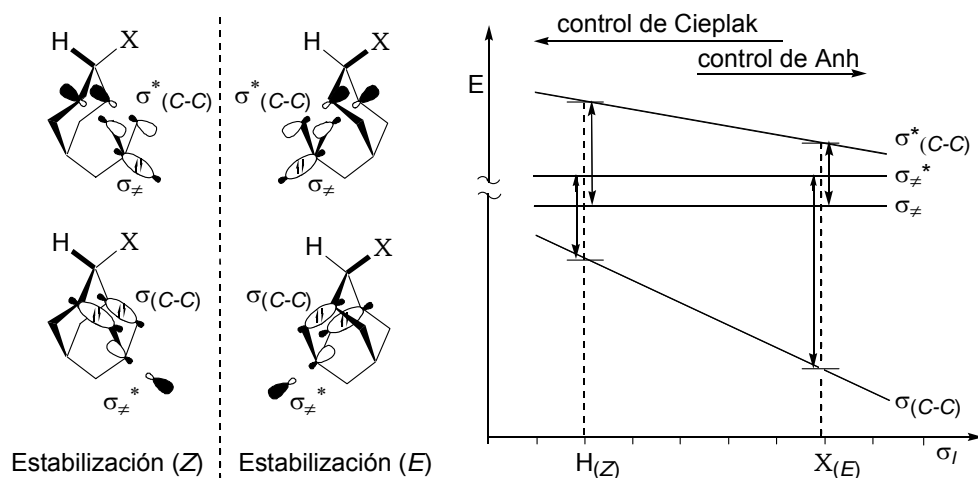 H X
σ*(C-C)
σ≠
H X
σ*(C-C)
σ≠
H X
σ(C-C)
σ≠*
H X
σ(C-C)
σ≠*
Estabilización (Z)
Estabilización (E)
control de Cieplak
control de Anh
E
σ*(C-C)
σ≠*
σ≠
σ(C-C)
H(Z)
X(E)
σI